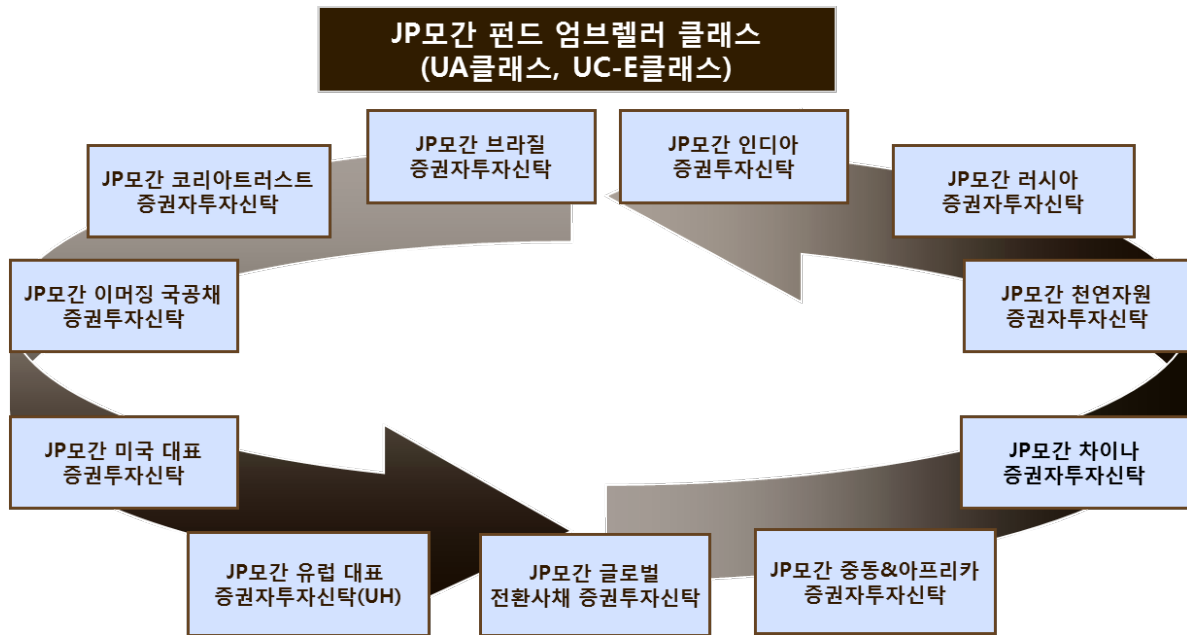 JP모간 펀드 엄브렐러 클래스
(UA클래스, UC-E클래스)
JP모간 브라질
증권자투자신탁
JP모간 인디아
증권자투자신탁
JP모간 코리아트러스트
증권자투자신탁
JP모간 러시아
증권자투자신탁
JP모간 이머징 국공채
증권투자신탁
JP모간 천연자원
증권자투자신탁
JP모간 미국 대표
증권투자신탁
JP모간 차이나
증권자투자신탁
JP모간 유럽 대표
증권자투자신탁(UH)
JP모간 글로벌
전환사채 증권투자신탁
JP모간 중동&아프리카
증권자투자신탁